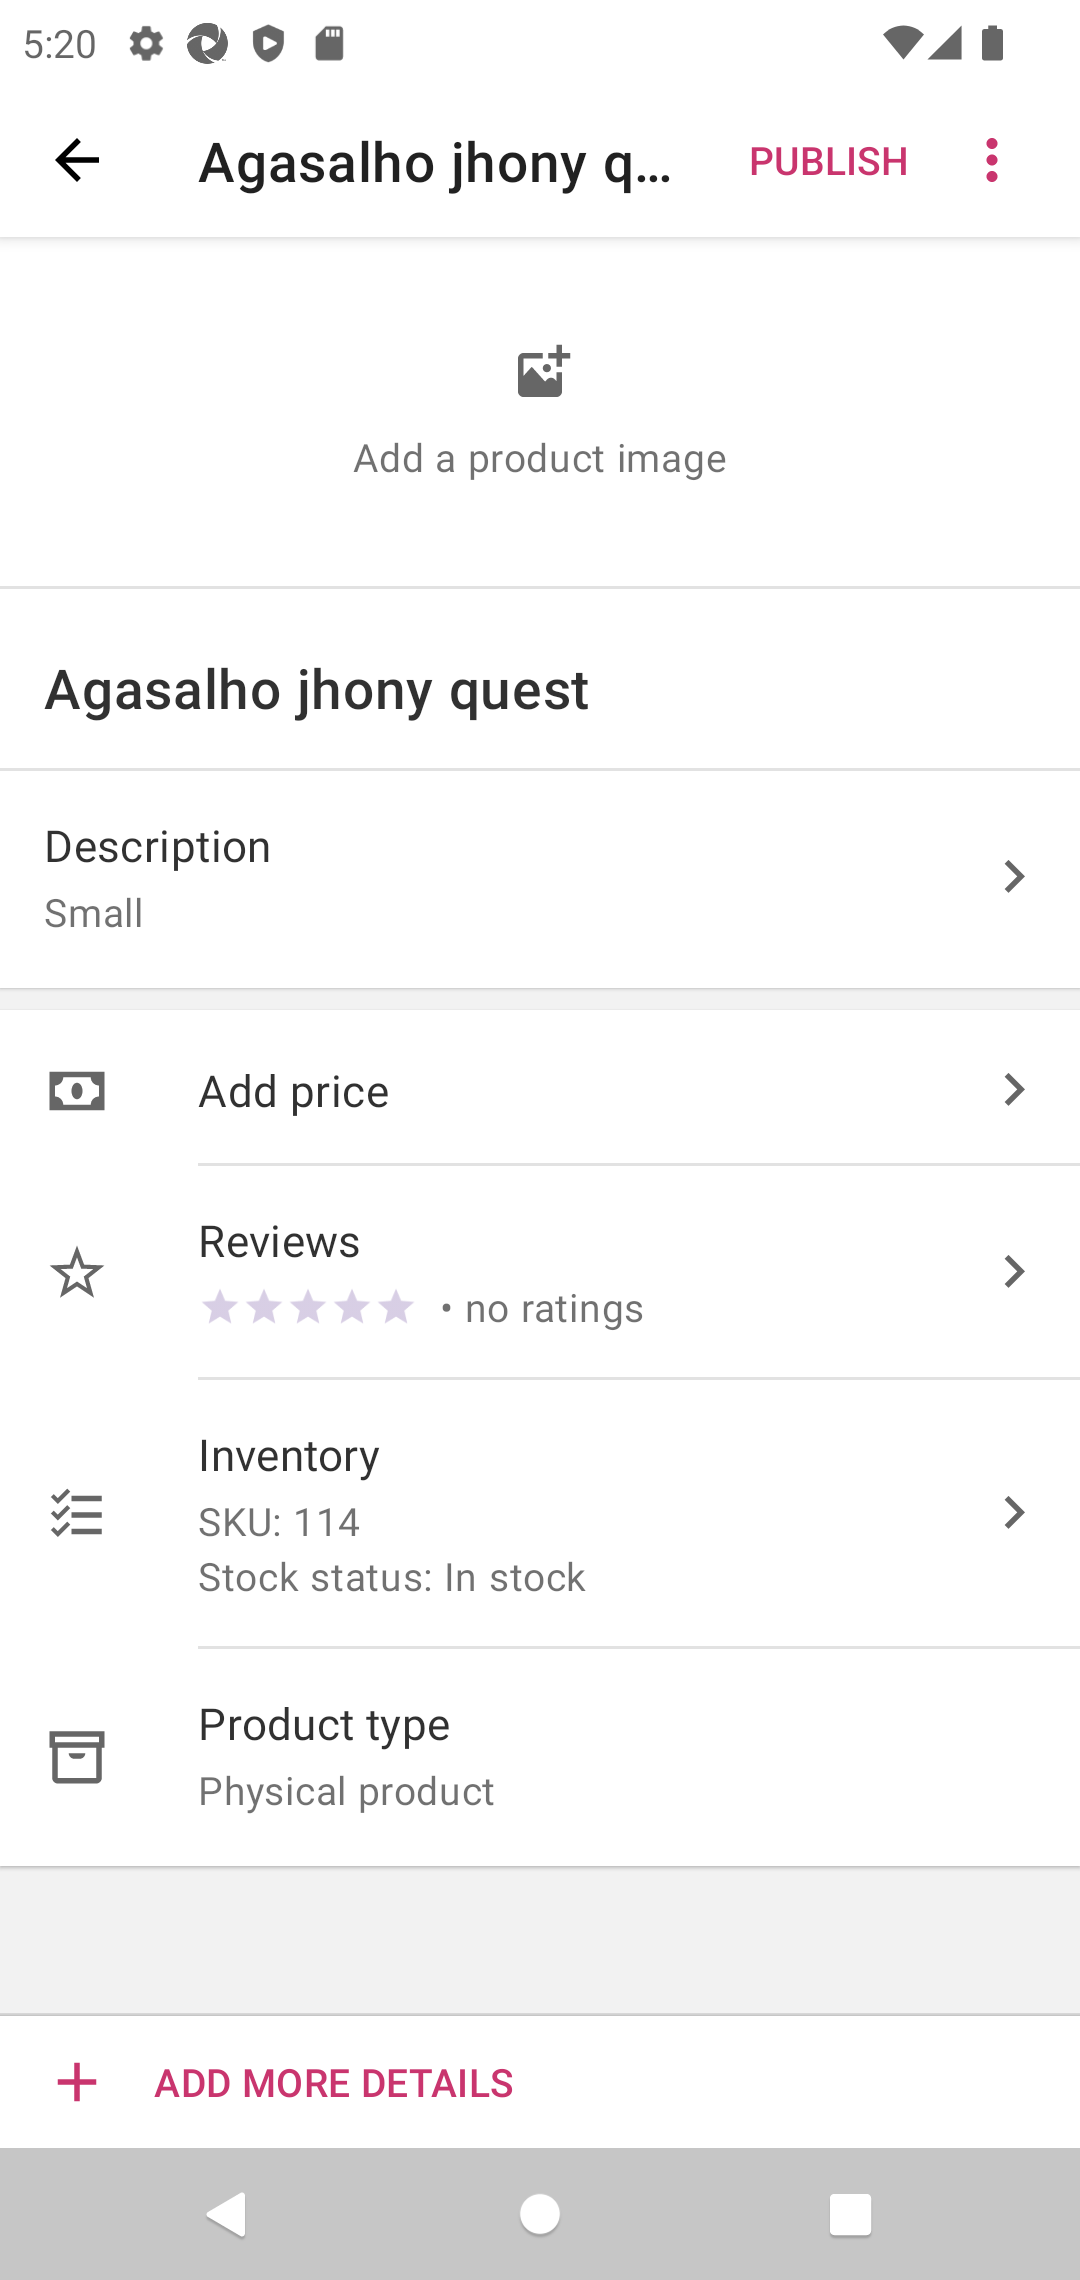 5:20
Agasalho jhony q...
PUBLISH
Add a product image
Agasalho jhony quest
Description
Small
Add price
Reviews
• no ratings
Inventory
SKU: 114
Stock status: In stock
Product type
Physical product
ADD MORE DETAILS